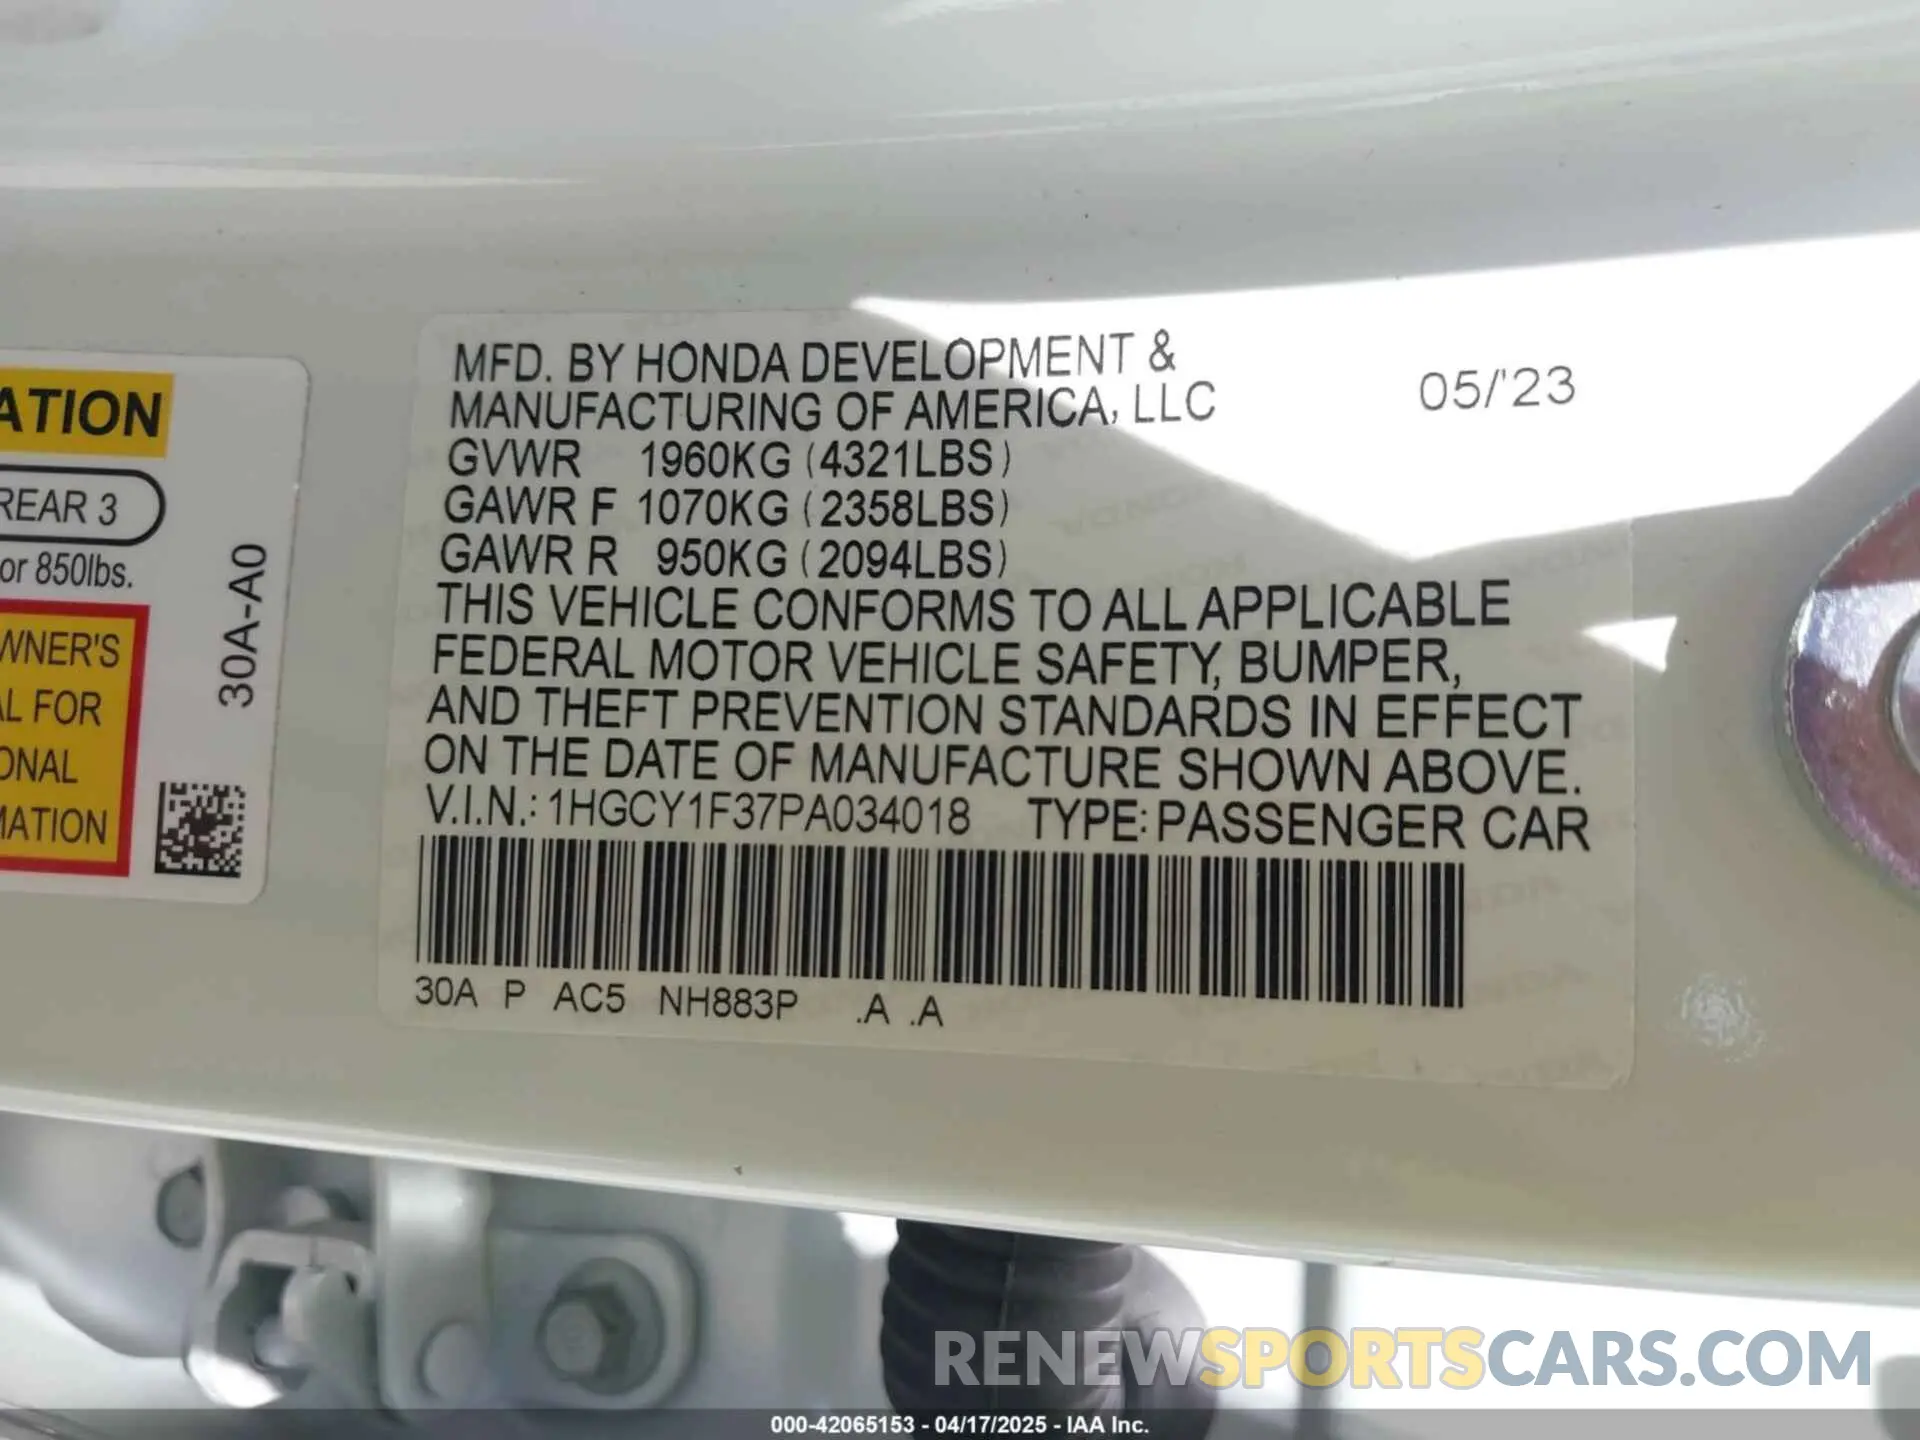 ATION
REAR 3
or 850lbs.
WNER'S
AL FOR
ONAL
MATION
30A-A0
MFD. BY HONDA DEVELOPMENT &
MANUFACTURING OF AMERICA, LLC 05/'23
GVWR 1960KG (4321LBS)
GAWR F 1070KG (2358LBS)
GAWR R 950KG (2094LBS)
THIS VEHICLE CONFORMS TO ALL APPLICABLE
FEDERAL MOTOR VEHICLE SAFETY, BUMPER,
AND THEFT PREVENTION STANDARDS IN EFFECT
ON THE DATE OF MANUFACTURE SHOWN ABOVE.
V.I.N.: 1HGCY1F37PA034018 TYPE: PASSENGER CAR
30A P AC5 NH883P .A .A
RENEWSPORTSCARS.COM
000-42065153 - 04/17/2025 - IAA Inc.